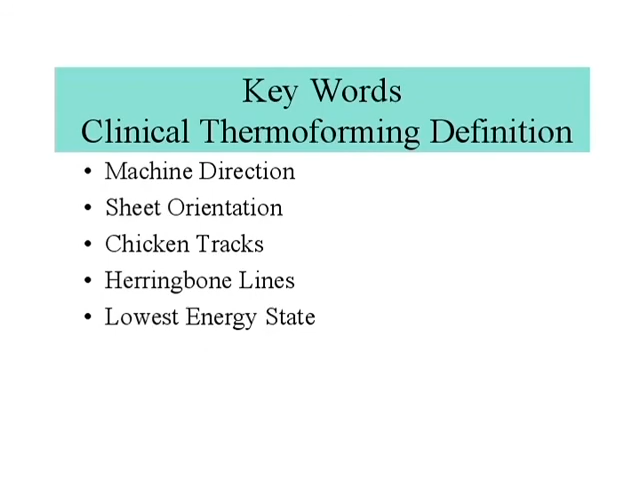 Key Words
Clinical Thermoforming Definition
• Machine Direction
• Sheet Orientation
• Chicken Tracks
• Herringbone Lines
• Lowest Energy State